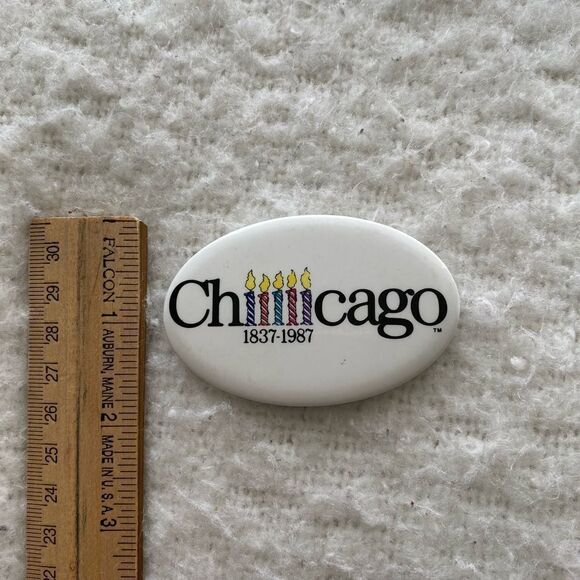 Chicago
TM
1837-1987
30 29 28 27 26 25 24 23 22
FALCON 1 AUBURN, MAINE 2 MADE IN U.S.A. 3